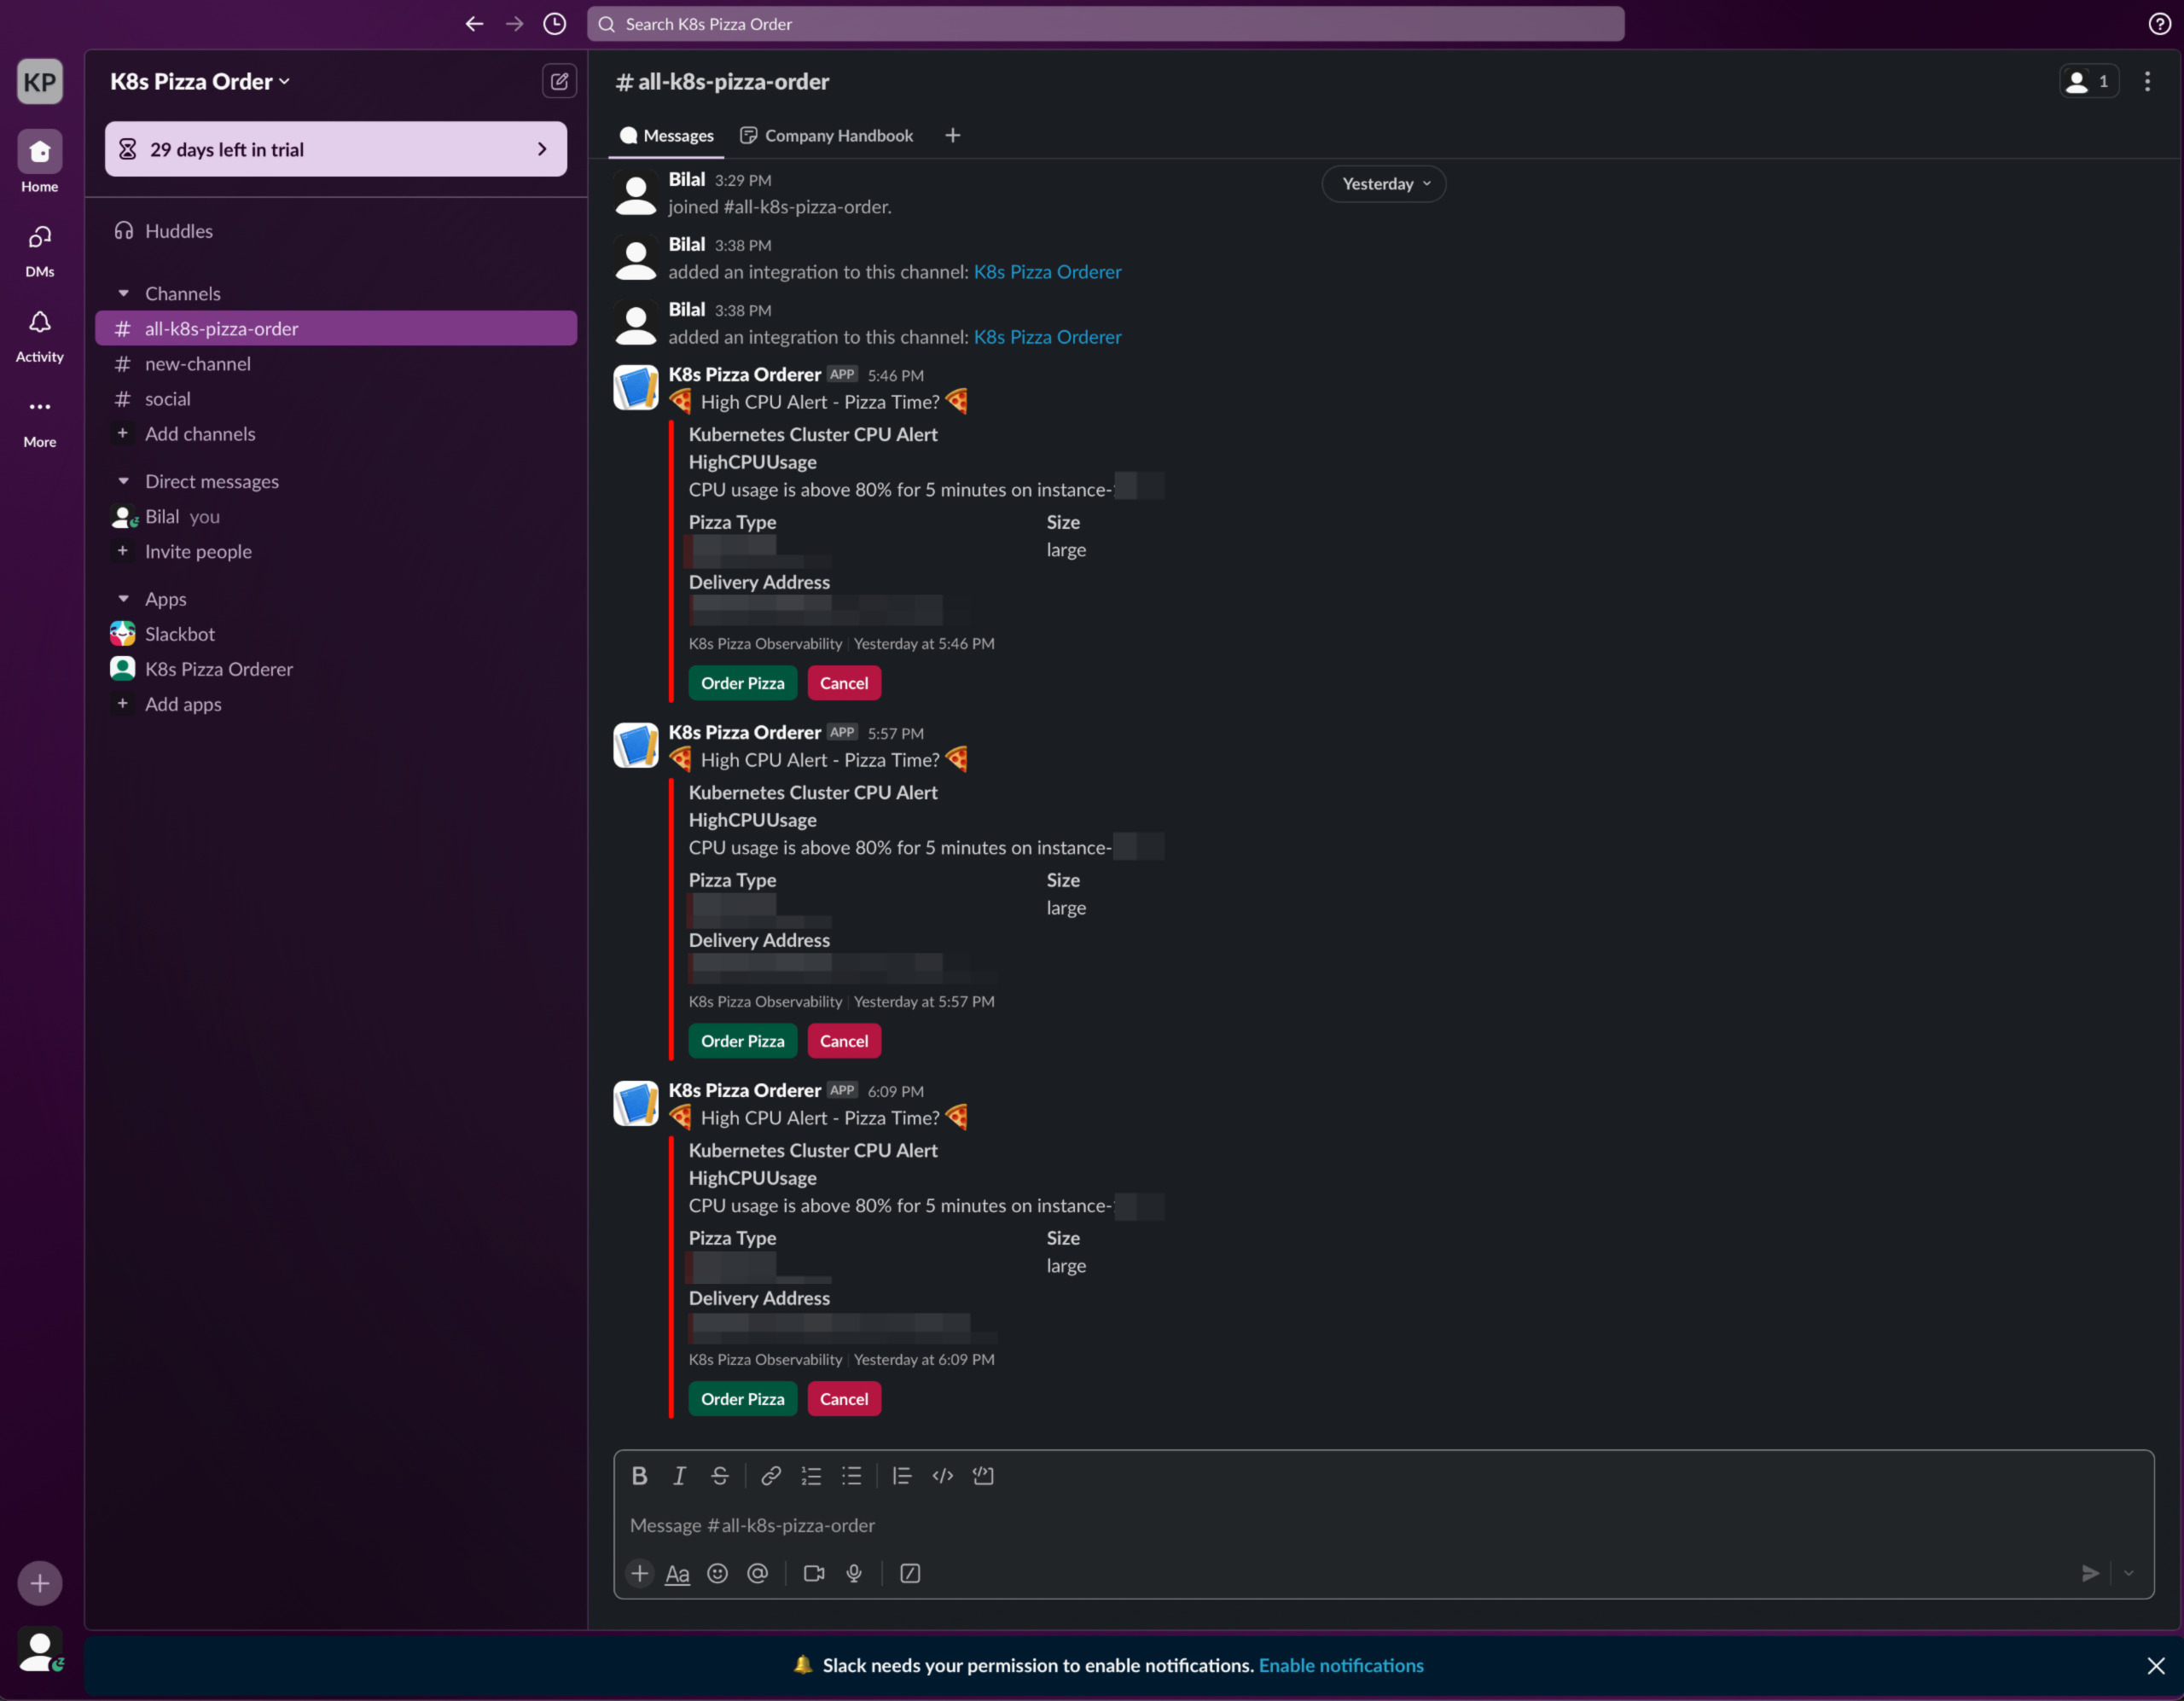 Search K8s Pizza Order
KP
Home
DMs
Activity
More
K8s Pizza Order
29 days left in trial
Huddles
Channels
# all-k8s-pizza-order
# new-channel
# social
+ Add channels
Direct messages
Bilal you
+ Invite people
Apps
Slackbot
K8s Pizza Orderer
+ Add apps
# all-k8s-pizza-order
1
Messages
Company Handbook
Yesterday
Bilal 3:29 PM
joined #all-k8s-pizza-order.
Bilal 3:38 PM
added an integration to this channel: K8s Pizza Orderer
Bilal 3:38 PM
added an integration to this channel: K8s Pizza Orderer
K8s Pizza Orderer APP 5:46 PM
🍕 High CPU Alert - Pizza Time? 🍕
Kubernetes Cluster CPU Alert
HighCPUUsage
CPU usage is above 80% for 5 minutes on instance-
Pizza Type Size
large
Delivery Address
K8s Pizza Observability | Yesterday at 5:46 PM
Order Pizza Cancel
K8s Pizza Orderer APP 5:57 PM
🍕 High CPU Alert - Pizza Time? 🍕
Kubernetes Cluster CPU Alert
HighCPUUsage
CPU usage is above 80% for 5 minutes on instance-
Pizza Type Size
large
Delivery Address
K8s Pizza Observability | Yesterday at 5:57 PM
Order Pizza Cancel
K8s Pizza Orderer APP 6:09 PM
🍕 High CPU Alert - Pizza Time? 🍕
Kubernetes Cluster CPU Alert
HighCPUUsage
CPU usage is above 80% for 5 minutes on instance-
Pizza Type Size
large
Delivery Address
K8s Pizza Observability | Yesterday at 6:09 PM
Order Pizza Cancel
Message #all-k8s-pizza-order
Aa
🔔 Slack needs your permission to enable notifications. Enable notifications